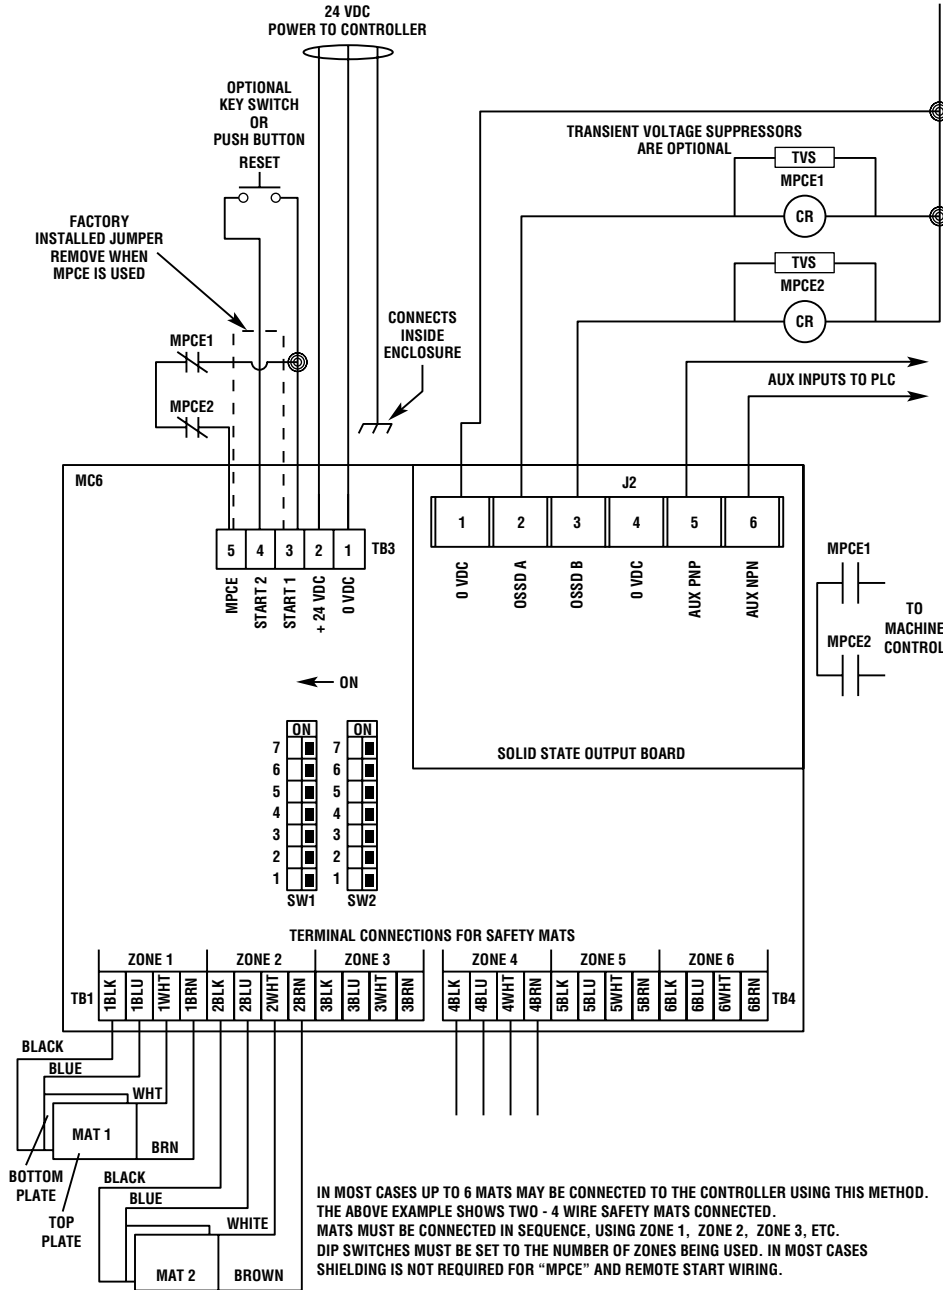 24 VDC
POWER TO CONTROLLER
OPTIONAL
KEY SWITCH
OR
PUSH BUTTON
RESET
TRANSIENT VOLTAGE SUPPRESSORS
ARE OPTIONAL
TVS
MPCE1
CR
TVS
MPCE2
CR
FACTORY
INSTALLED JUMPER
REMOVE WHEN
MPCE IS USED
CONNECTS
INSIDE
ENCLOSURE
MPCE1
MPCE2
AUX INPUTS TO PLC
MC6
J2
1 2 3 4 5 6
0 VDC
OSSD A
OSSD B
0 VDC
AUX PNP
AUX NPN
5 4 3 2 1 TB3
MPCE
START 2
START 1
+ 24 VDC
0 VDC
MPCE1
MPCE2
TO
MACHINE
CONTROL
ON
SOLID STATE OUTPUT BOARD
ON ON
7 7
6 6
5 5
4 4
3 3
2 2
1 1
SW1 SW2
TERMINAL CONNECTIONS FOR SAFETY MATS
ZONE 1 ZONE 2 ZONE 3 ZONE 4 ZONE 5 ZONE 6
TB1 1BLK 1BLU 1WHT 1BRN 2BLK 2BLU 2WHT 2BRN 3BLK 3BLU 3WHT 3BRN 4BLK 4BLU 4WHT 4BRN 5BLK 5BLU 5WHT 5BRN 6BLK 6BLU 6WHT 6BRN TB4
BLACK
BLUE
WHT
MAT 1
BRN
BOTTOM
PLATE
TOP
PLATE
BLACK
BLUE
WHITE
MAT 2
BROWN
IN MOST CASES UP TO 6 MATS MAY BE CONNECTED TO THE CONTROLLER USING THIS METHOD.
THE ABOVE EXAMPLE SHOWS TWO - 4 WIRE SAFETY MATS CONNECTED.
MATS MUST BE CONNECTED IN SEQUENCE, USING ZONE 1, ZONE 2, ZONE 3, ETC.
DIP SWITCHES MUST BE SET TO THE NUMBER OF ZONES BEING USED. IN MOST CASES
SHIELDING IS NOT REQUIRED FOR “MPCE” AND REMOTE START WIRING.